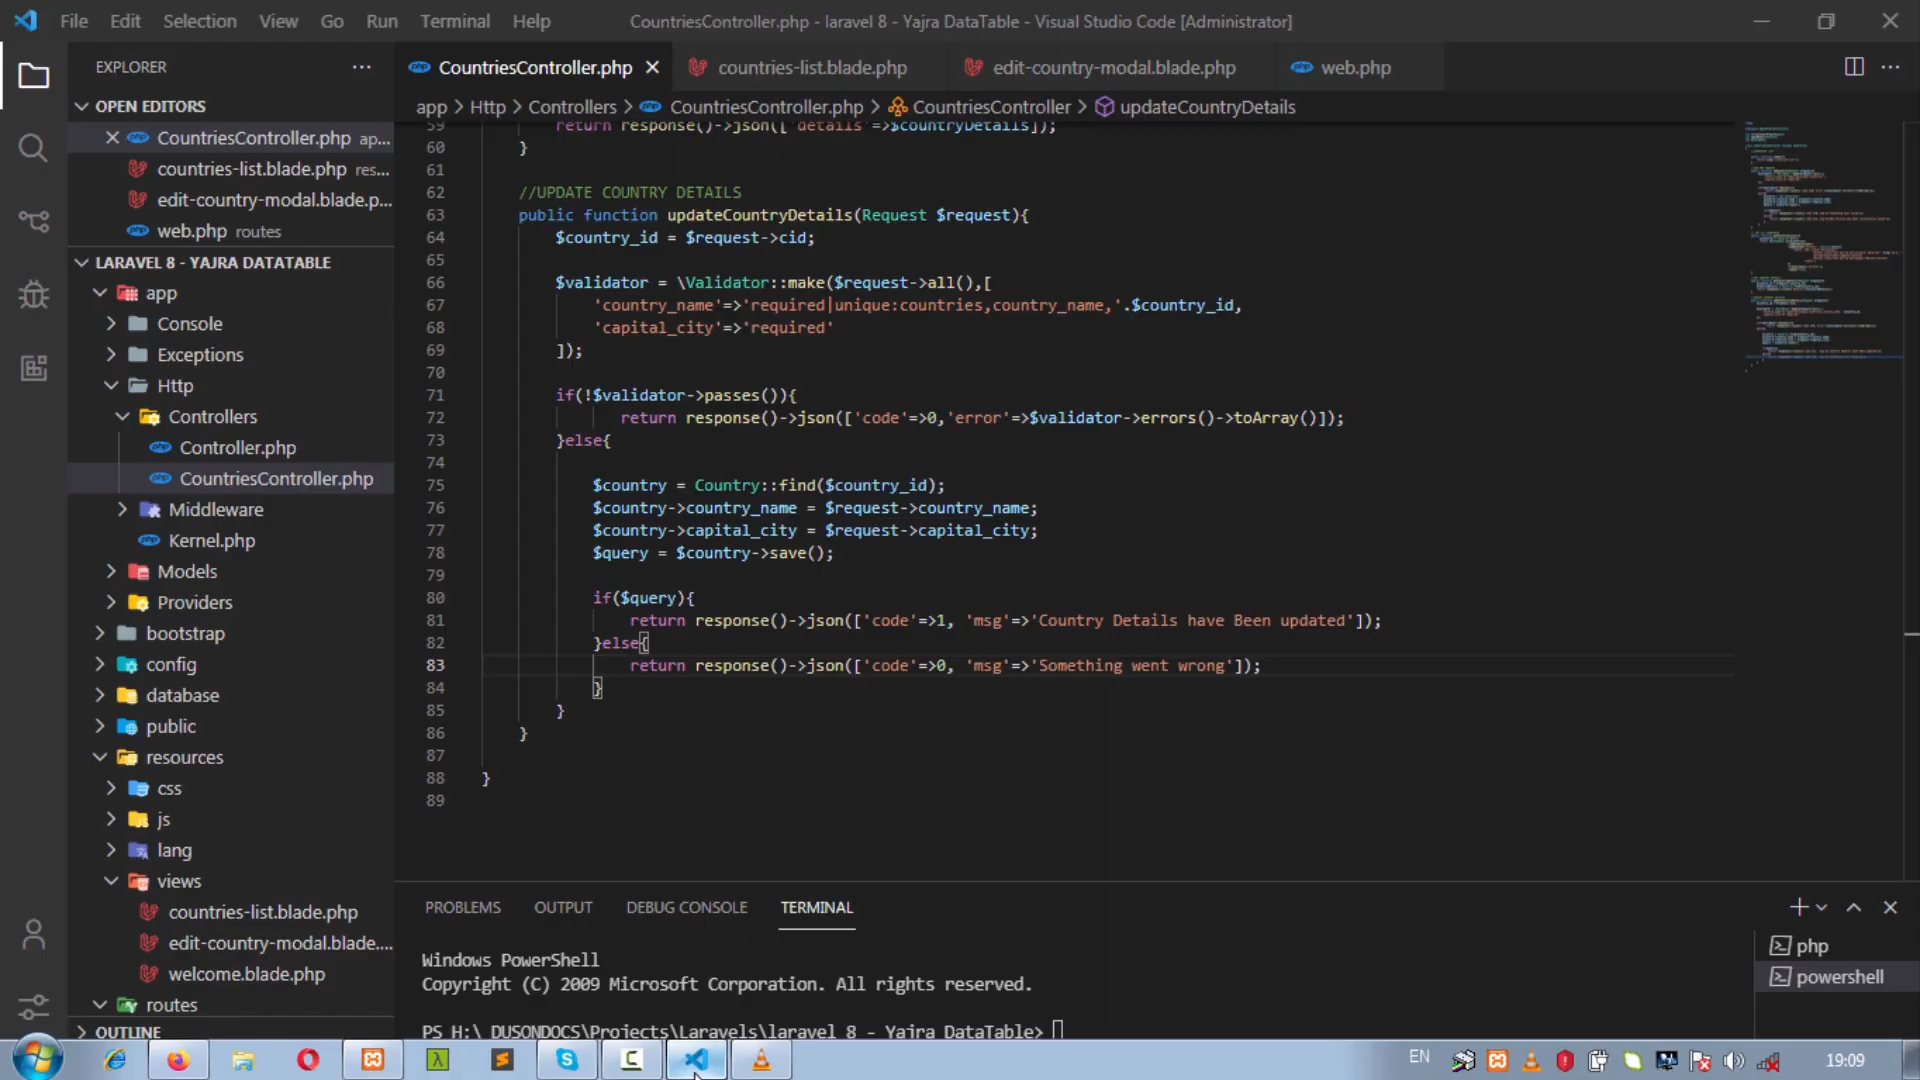 File Edit Selection View Go Run Terminal Help CountriesController.php - laravel 8 - Yajra DataTable - Visual Studio Code [Administrator]
EXPLORER
CountriesController.php countries-list.blade.php edit-country-modal.blade.php web.php
OPEN EDITORS
app > Http > Controllers > CountriesController.php > CountriesController > updateCountryDetails
CountriesController.php ap...
countries-list.blade.php res...
edit-country-modal.blade.p...
web.php routes
LARAVEL 8 - YAJRA DATATABLE
app
Console
Exceptions
Http
Controllers
Controller.php
CountriesController.php
Middleware
Kernel.php
Models
Providers
bootstrap
config
database
public
resources
css
js
lang
views
countries-list.blade.php
edit-country-modal.blade....
welcome.blade.php
routes
OUTLINE
59 return response()->json(['details'=>$countryDetails]);
60 }
61
62 //UPDATE COUNTRY DETAILS
63 public function updateCountryDetails(Request $request){
64 $country_id = $request->cid;
65
66 $validator = \Validator::make($request->all(),[
67 'country_name'=>'required|unique:countries,country_name,'.$country_id,
68 'capital_city'=>'required'
69 ]);
70
71 if(!$validator->passes()){
72 return response()->json(['code'=>0,'error'=>$validator->errors()->toArray()]);
73 }else{
74
75 $country = Country::find($country_id);
76 $country->country_name = $request->country_name;
77 $country->capital_city = $request->capital_city;
78 $query = $country->save();
79
80 if($query){
81 return response()->json(['code'=>1, 'msg'=>'Country Details have Been updated']);
82 }else{
83 return response()->json(['code'=>0, 'msg'=>'Something went wrong']);
84 }
85 }
86 }
87
88 }
89
PROBLEMS OUTPUT DEBUG CONSOLE TERMINAL
Windows PowerShell
Copyright (C) 2009 Microsoft Corporation. All rights reserved.
PS H:\_DUSONDOCS\Projects\Laravels\laravel 8 - Yajra DataTable>
php
powershell
EN 19:09